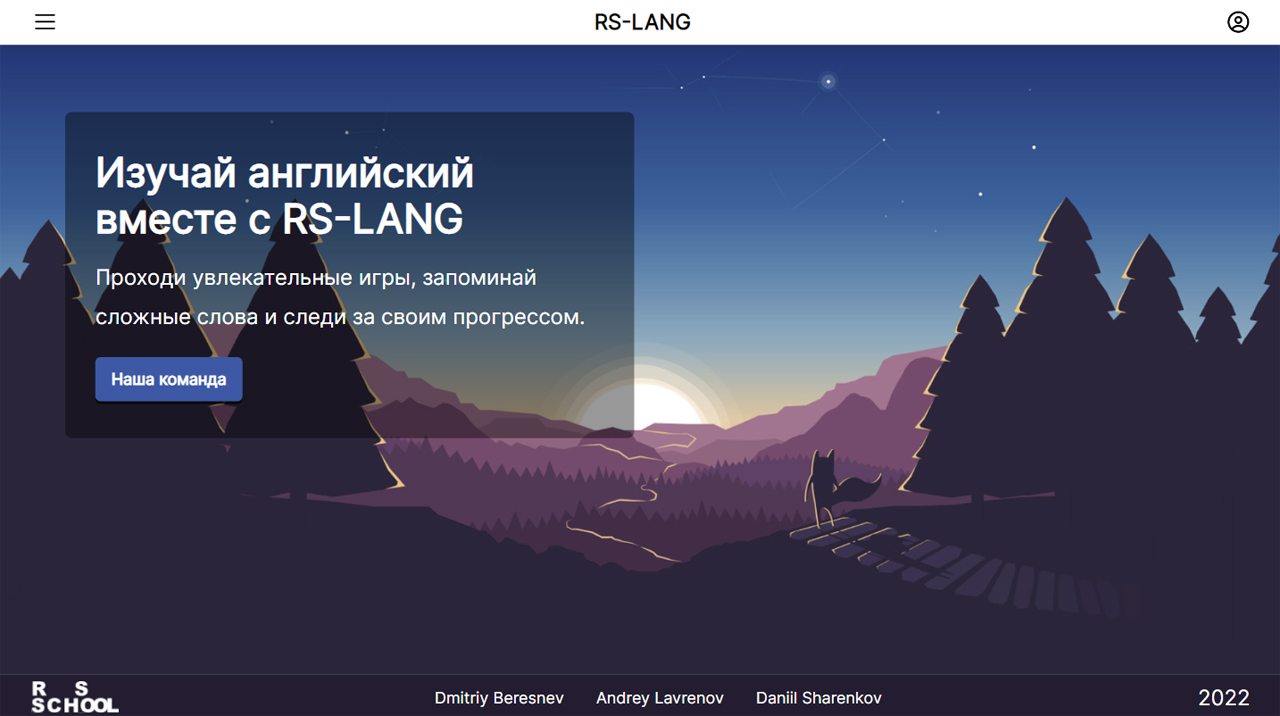 RS-LANG
Изучай английский
вместе с RS-LANG
Проходи увлекательные игры, запоминай
сложные слова и следи за своим прогрессом.
Наша команда
R S
SCHOOL
Dmitriy Beresnev Andrey Lavrenov Daniil Sharenkov
2022